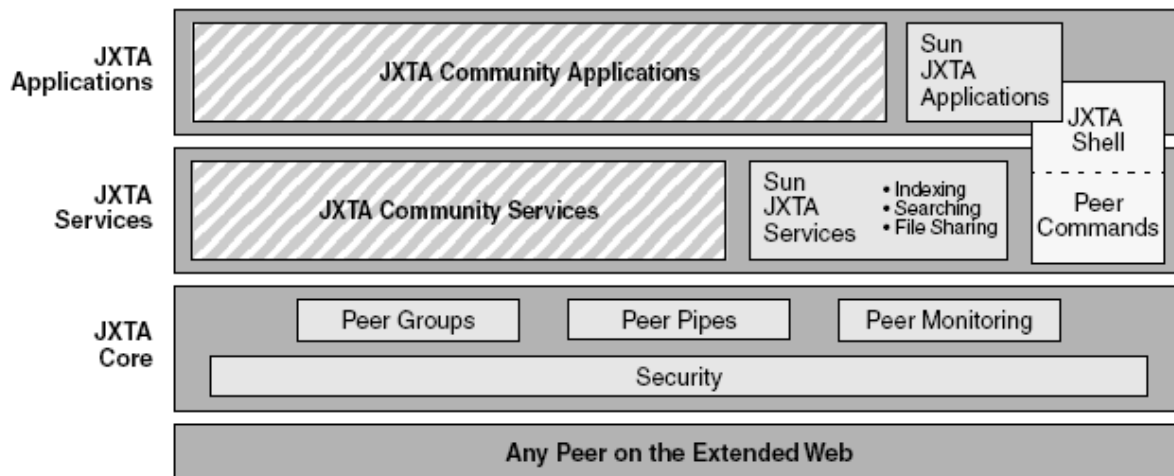 JXTA
Applications
JXTA Community Applications
Sun
JXTA
Applications
JXTA
Shell
Peer
Commands
JXTA
Services
JXTA Community Services
Sun
JXTA
Services
• Indexing
• Searching
• File Sharing
JXTA
Core
Peer Groups
Peer Pipes
Peer Monitoring
Security
Any Peer on the Extended Web